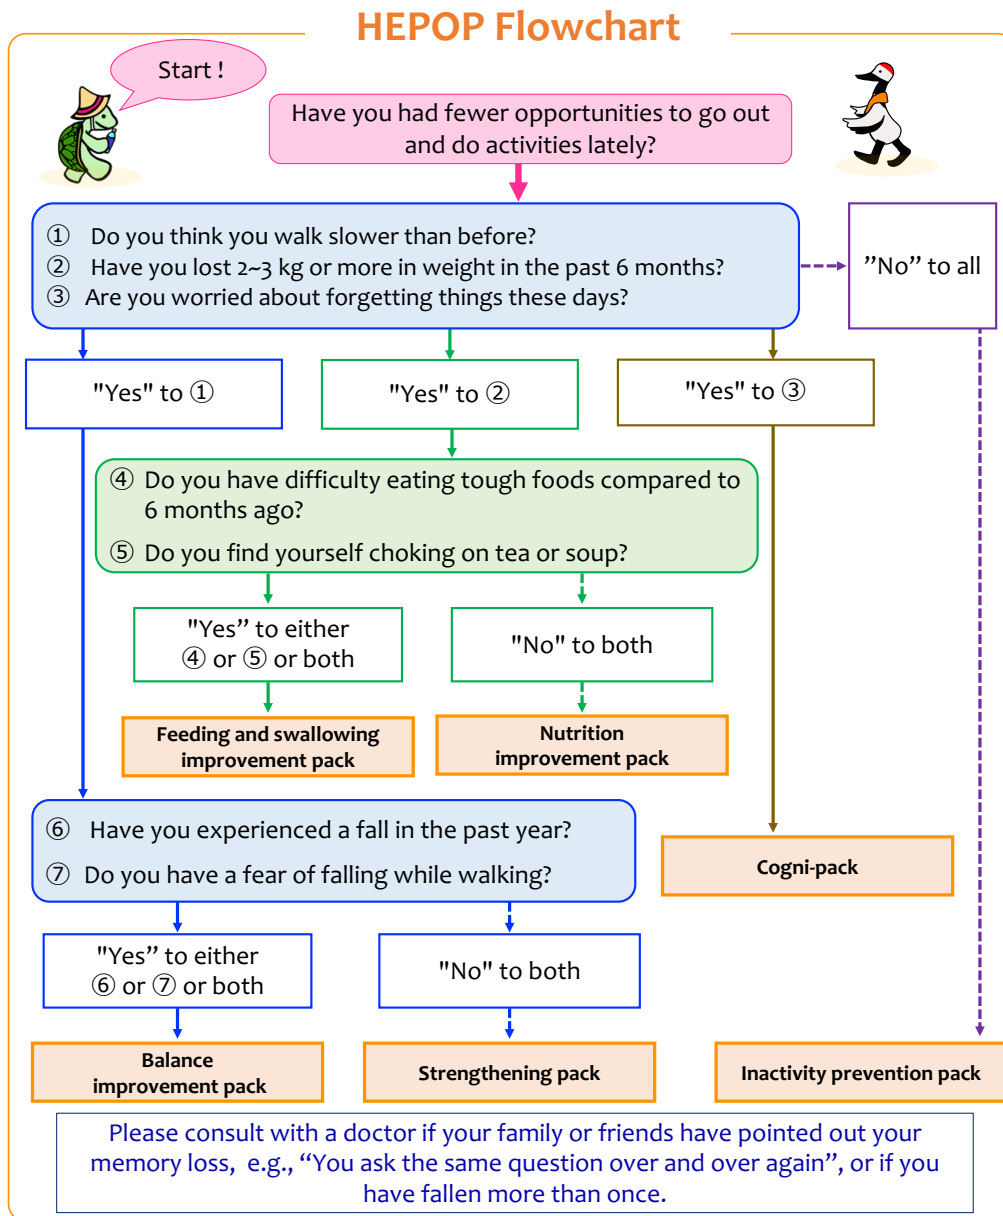 HEPOP Flowchart
Start !
Have you had fewer opportunities to go out
and do activities lately?
① Do you think you walk slower than before?
② Have you lost 2~3 kg or more in weight in the past 6 months?
③ Are you worried about forgetting things these days?
”No” to all
"Yes" to ①
"Yes" to ②
"Yes" to ③
④ Do you have difficulty eating tough foods compared to
6 months ago?
⑤ Do you find yourself choking on tea or soup?
"Yes” to either
④ or ⑤ or both
"No" to both
Feeding and swallowing
improvement pack
Nutrition
improvement pack
⑥ Have you experienced a fall in the past year?
⑦ Do you have a fear of falling while walking?
Cogni-pack
"Yes” to either
⑥ or ⑦ or both
"No" to both
Balance
improvement pack
Strengthening pack
Inactivity prevention pack
Please consult with a doctor if your family or friends have pointed out your
memory loss, e.g., “You ask the same question over and over again”, or if you
have fallen more than once.